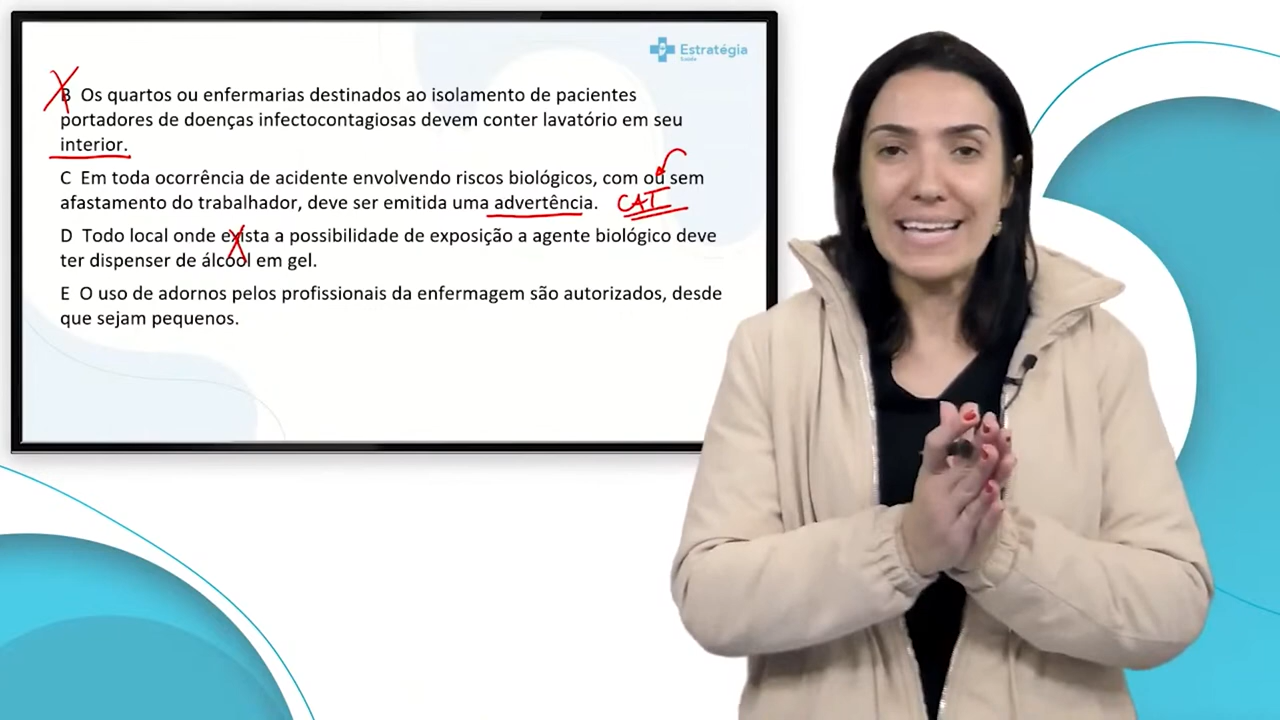 Estratégia
Saúde
B Os quartos ou enfermarias destinados ao isolamento de pacientes
portadores de doenças infectocontagiosas devem conter lavatório em seu
interior.
C Em toda ocorrência de acidente envolvendo riscos biológicos, com ou sem
afastamento do trabalhador, deve ser emitida uma advertência. CAT
D Todo local onde exista a possibilidade de exposição a agente biológico deve
ter dispenser de álcool em gel.
E O uso de adornos pelos profissionais da enfermagem são autorizados, desde
que sejam pequenos.